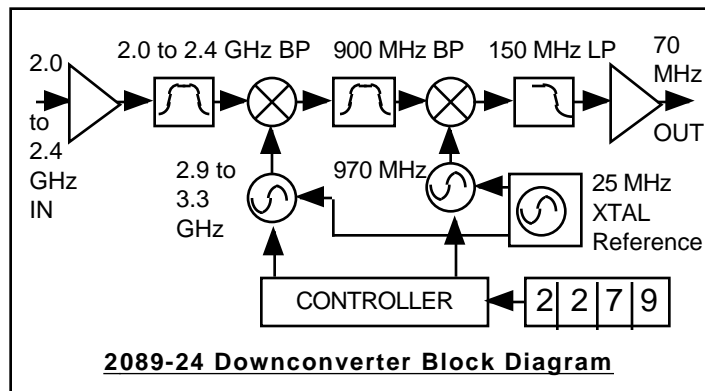 2.0 to 2.4 GHz BP
900 MHz BP
150 MHz LP
70
MHz
OUT
2.0
to
2.4
GHz
IN
2.9 to
3.3
GHz
970 MHz
25 MHz
XTAL
Reference
CONTROLLER
2 2 7 9
2089-24 Downconverter Block Diagram